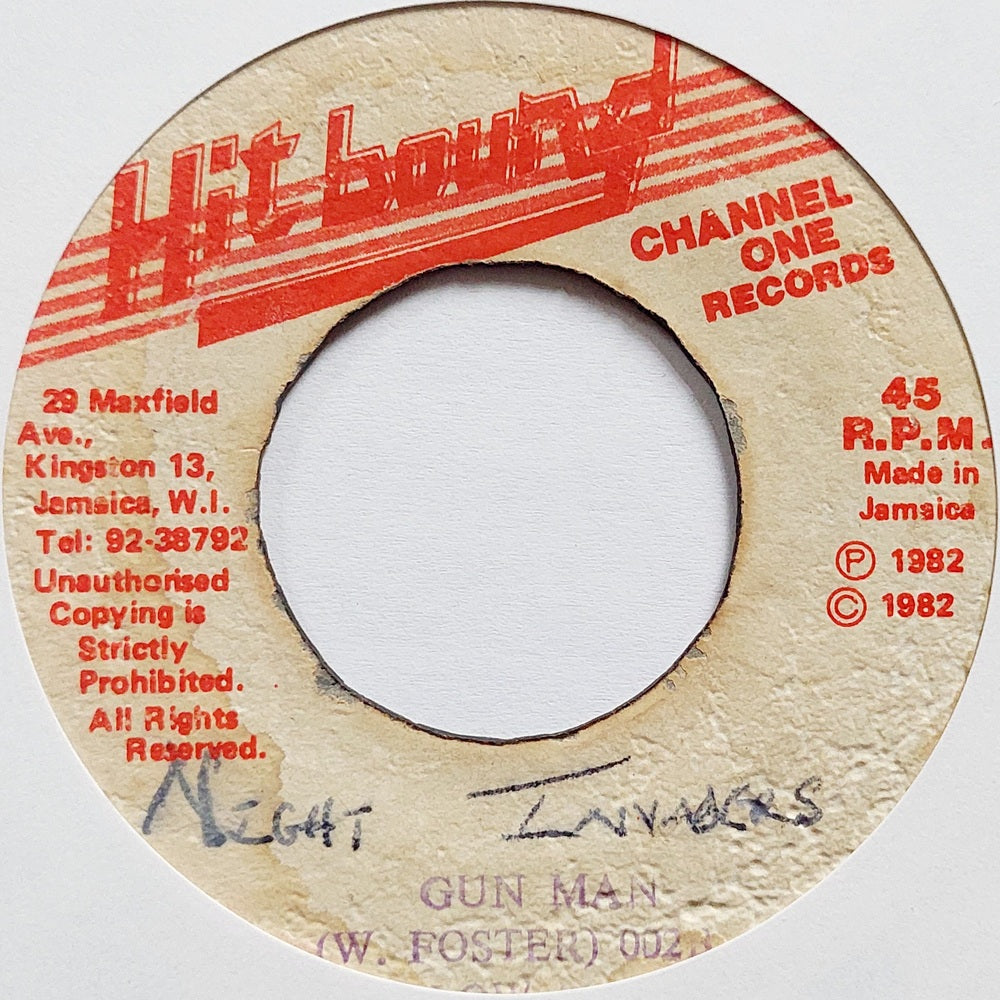 Hit bound
CHANNEL
ONE
RECORDS
29 Maxfield
Ave.,
Kingston 13,
Jamaica, W.I.
Tel: 92-38792
Unauthorised
Copying is
Strictly
Prohibited.
All Rights
Reserved.
45
R.P.M.
Made in
Jamaica
Ⓟ 1982
© 1982
NIGHT INVADERS
GUN MAN
(W. FOSTER) 002